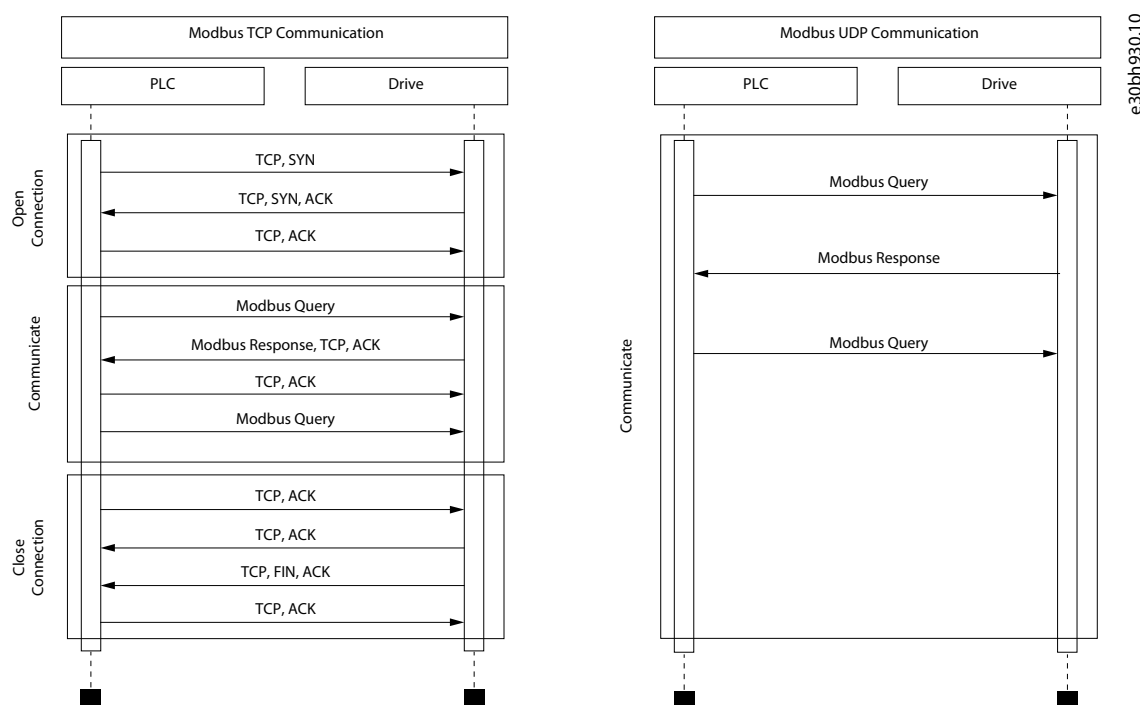 Modbus TCP Communication
PLC
Drive
Open
Connection
TCP, SYN
TCP, SYN, ACK
TCP, ACK
Communicate
Modbus Query
Modbus Response, TCP, ACK
TCP, ACK
Modbus Query
Close
Connection
TCP, ACK
TCP, ACK
TCP, FIN, ACK
TCP, ACK
Modbus UDP Communication
PLC
Drive
Communicate
Modbus Query
Modbus Response
Modbus Query
e30bh930.10